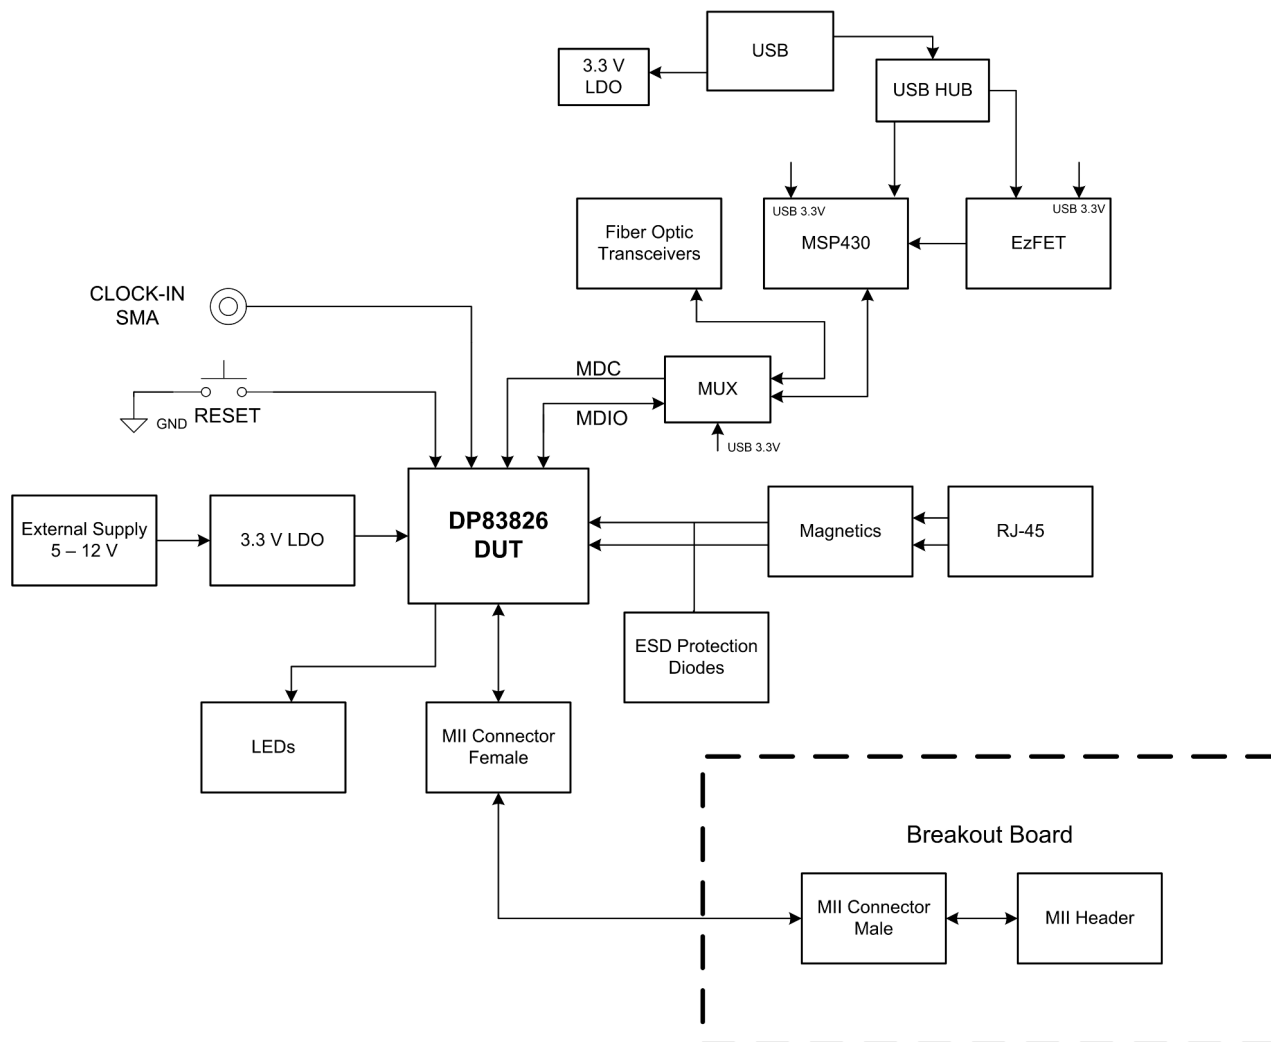 USB
3.3 V
LDO
USB HUB
USB 3.3V
MSP430
USB 3.3V
EzFET
Fiber Optic
Transceivers
CLOCK-IN
SMA
MDC
MUX
MDIO
USB 3.3V
GND
RESET
External Supply
5 – 12 V
3.3 V LDO
DP83826
DUT
Magnetics
RJ-45
ESD Protection
Diodes
LEDs
MII Connector
Female
Breakout Board
MII Connector
Male
MII Header